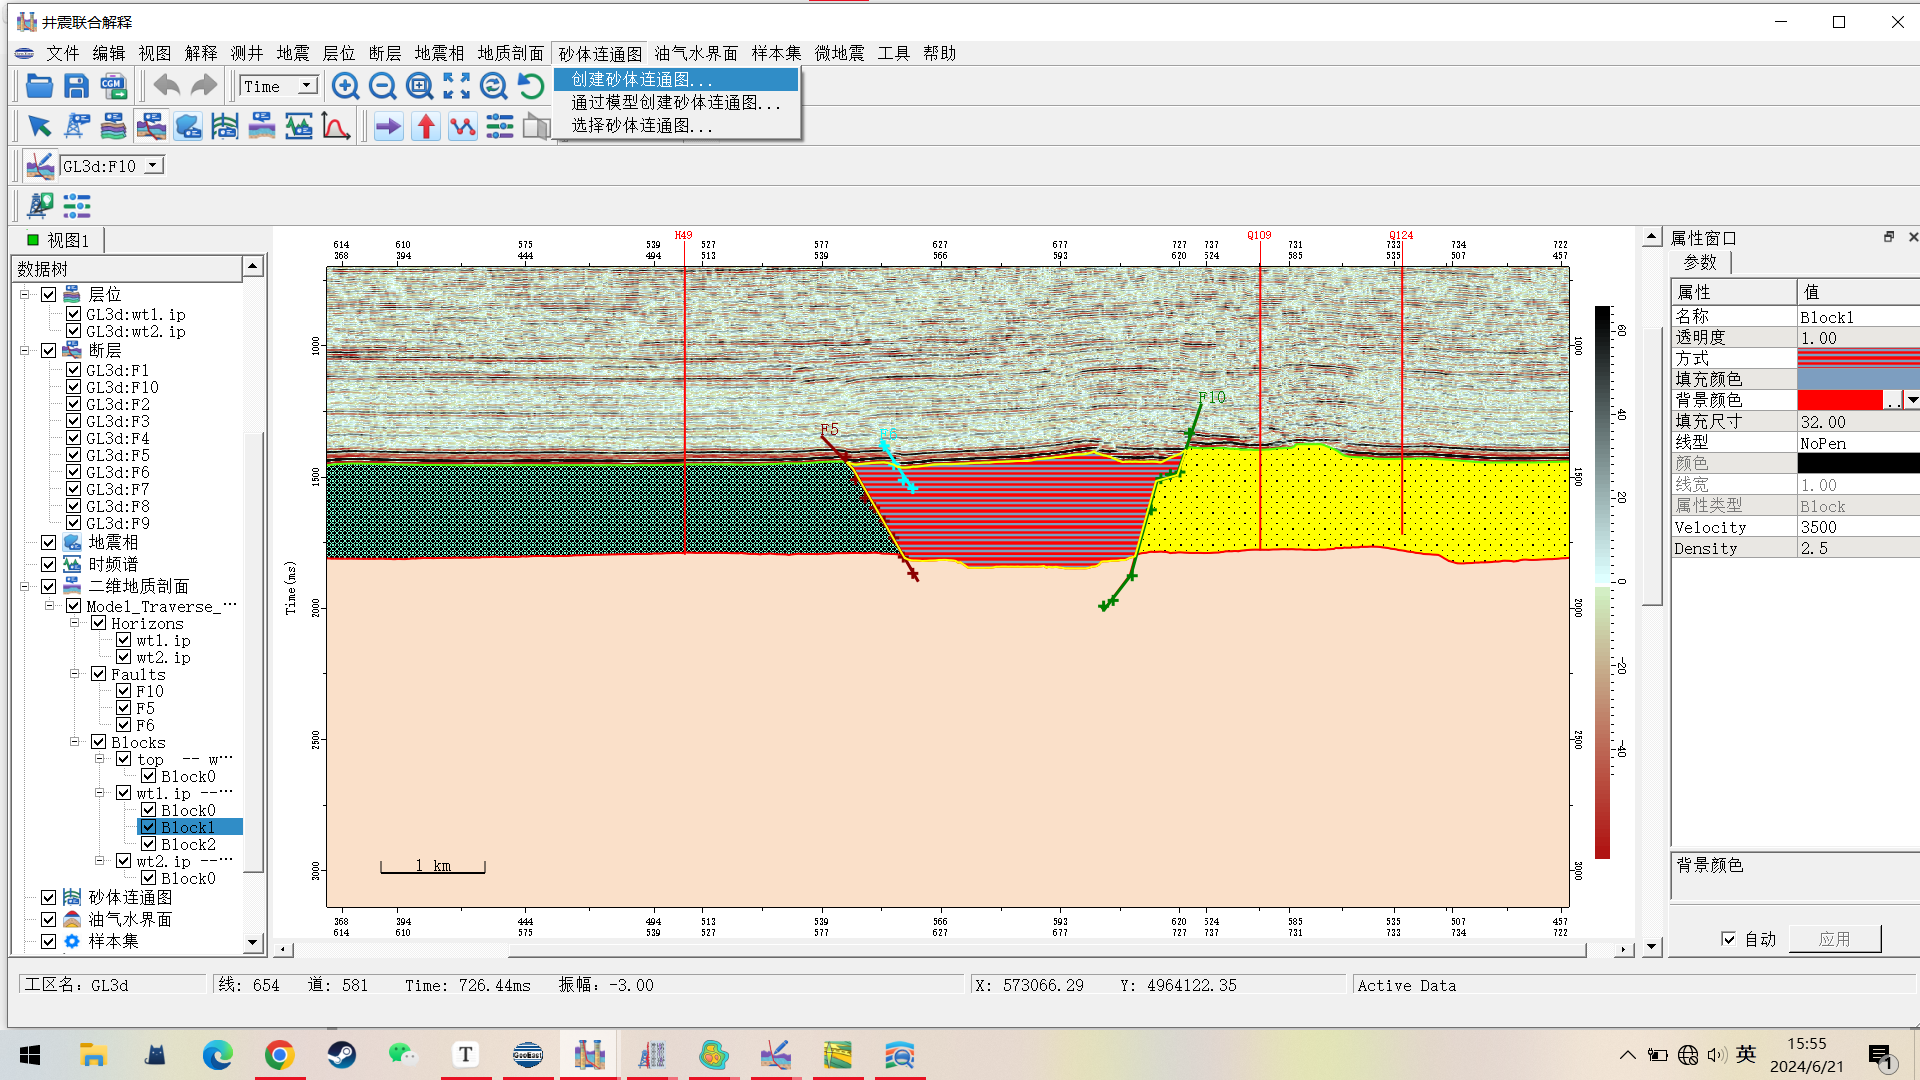 井震联合解释
文件 编辑 视图 解释 测井 地震 层位 断层 地震相 地质剖面 砂体连通图 油气水界面 样本集 微地震 工具 帮助
CGM
Time
创建砂体连通图...
通过模型创建砂体连通图...
选择砂体连通图...
GL3d:F10
视图1
数据树
层位
GL3d:wt1.ip
GL3d:wt2.ip
断层
GL3d:F1
GL3d:F10
GL3d:F2
GL3d:F3
GL3d:F4
GL3d:F5
GL3d:F6
GL3d:F7
GL3d:F8
GL3d:F9
地震相
时频谱
二维地质剖面
Model_Traverse_···
Horizons
wt1.ip
wt2.ip
Faults
F10
F5
F6
Blocks
top -- w···
Block0
wt1.ip --···
Block0
Block1
Block2
wt2.ip --···
Block0
砂体连通图
油气水界面
样本集
H49 Q109 Q124
614 610 575 539 527 577 627 677 727 737 731 733 734 722
368 394 444 494 513 539 566 593 620 524 585 535 507 457
1000
1500
2000
2500
3000
Time(ms)
F5
F10
1 km
1000
1500
2000
2500
3000
368 394 444 494 513 539 566 593 620 524 585 535 507 457
614 610 575 539 527 577 627 677 727 737 731 733 734 722
60
40
20
0
-20
-40
属性窗口
参数
属性 值
名称 Block1
透明度 1.00
方式
填充颜色
背景颜色 ..
填充尺寸 32.00
线型 NoPen
颜色
线宽 1.00
属性类型 Block
Velocity 3500
Density 2.5
背景颜色
自动 应用
工区名: GL3d 线: 654 道: 581 Time: 726.44ms 振幅: -3.00 X: 573066.29 Y: 4964122.35 Active Data
T
GeoEast
英
15:55
2024/6/21
1